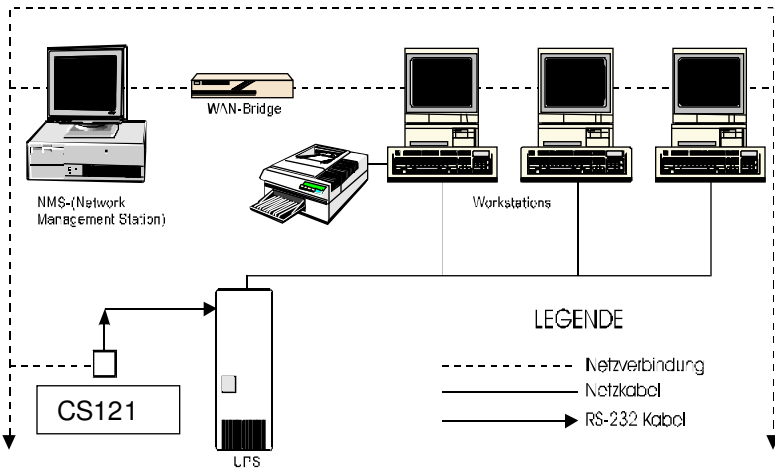 WAN-Bridge
NMS-(Network
Management Station)
Workstations
LEGENDE
Netzverbindung
Netzkabel
RS-232 Kabel
CS121
UPS